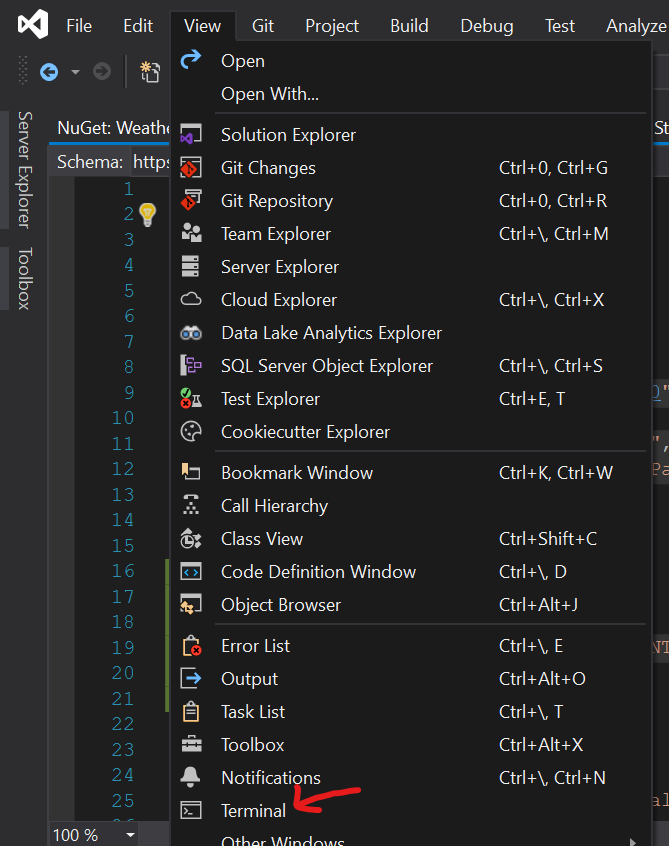 File Edit View Git Project Build Debug Test Analyze
Open
Open With...
NuGet: Weathe
St
Schema: https
Server Explorer
Toolbox
Solution Explorer
Git Changes Ctrl+0, Ctrl+G
Git Repository Ctrl+0, Ctrl+R
Team Explorer Ctrl+\, Ctrl+M
Server Explorer
Cloud Explorer Ctrl+\, Ctrl+X
Data Lake Analytics Explorer
SQL Server Object Explorer Ctrl+\, Ctrl+S
Test Explorer Ctrl+E, T
Cookiecutter Explorer
Bookmark Window Ctrl+K, Ctrl+W
Call Hierarchy
Class View Ctrl+Shift+C
Code Definition Window Ctrl+\, D
Object Browser Ctrl+Alt+J
Error List Ctrl+\, E
Output Ctrl+Alt+O
Task List Ctrl+\, T
Toolbox Ctrl+Alt+X
Notifications Ctrl+\, Ctrl+N
Terminal
Other Windows
1
2
3
4
5
6
7
8
9
10
11
12
13
14
15
16
17
18
19
20
21
22
23
24
25
100 %
",
Pa
NT
al